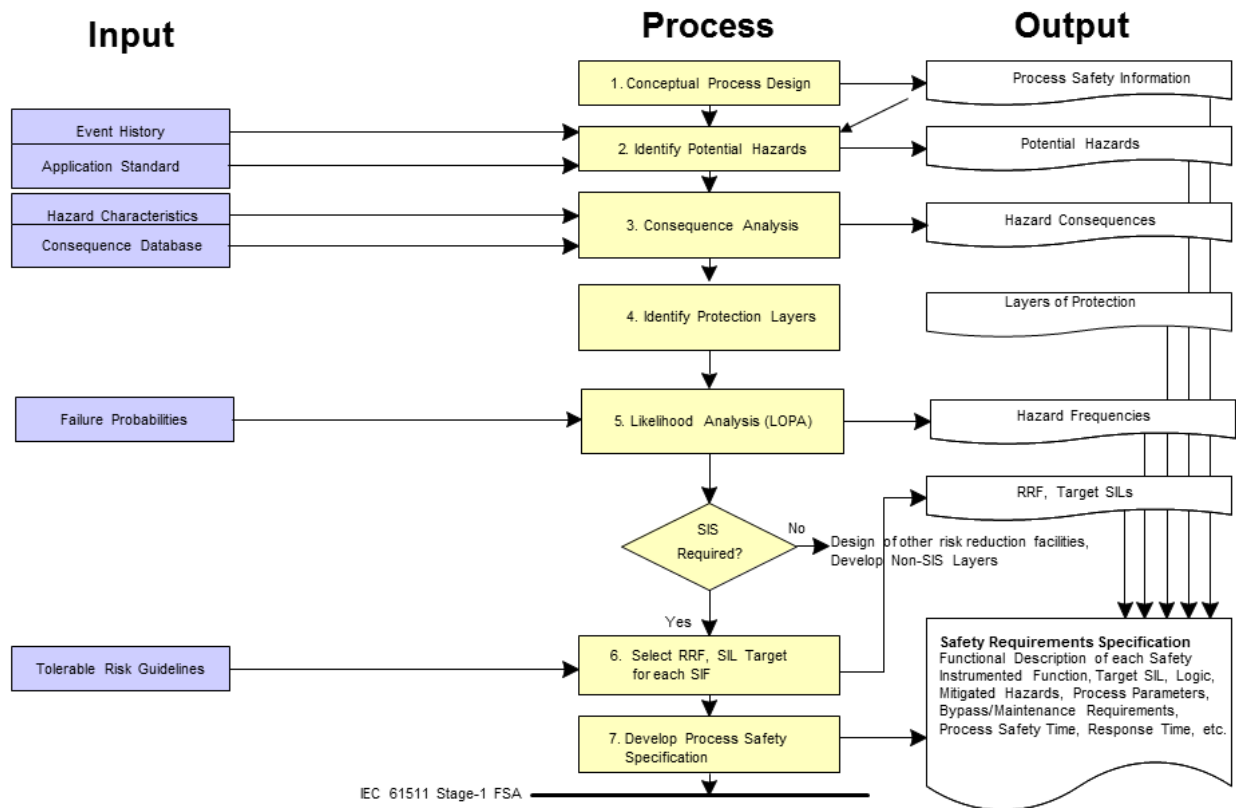 Input
Process
Output
1. Conceptual Process Design
Process Safety Information
Event History
Application Standard
2. Identify Potential Hazards
Potential Hazards
Hazard Characteristics
Consequence Database
3. Consequence Analysis
Hazard Consequences
4. Identify Protection Layers
Layers of Protection
Failure Probabilities
5. Likelihood Analysis (LOPA)
Hazard Frequencies
RRF, Target SILs
SIS
Required?
No
Design of other risk reduction facilities,
Develop Non-SIS Layers
Yes
Tolerable Risk Guidelines
6. Select RRF, SIL Target
for each SIF
7. Develop Process Safety
Specification
Safety Requirements Specification
Functional Description of each Safety
Instrumented Function, Target SIL, Logic,
Mitigated Hazards, Process Parameters,
Bypass/Maintenance Requirements,
Process Safety Time, Response Time, etc.
IEC 61511 Stage-1 FSA